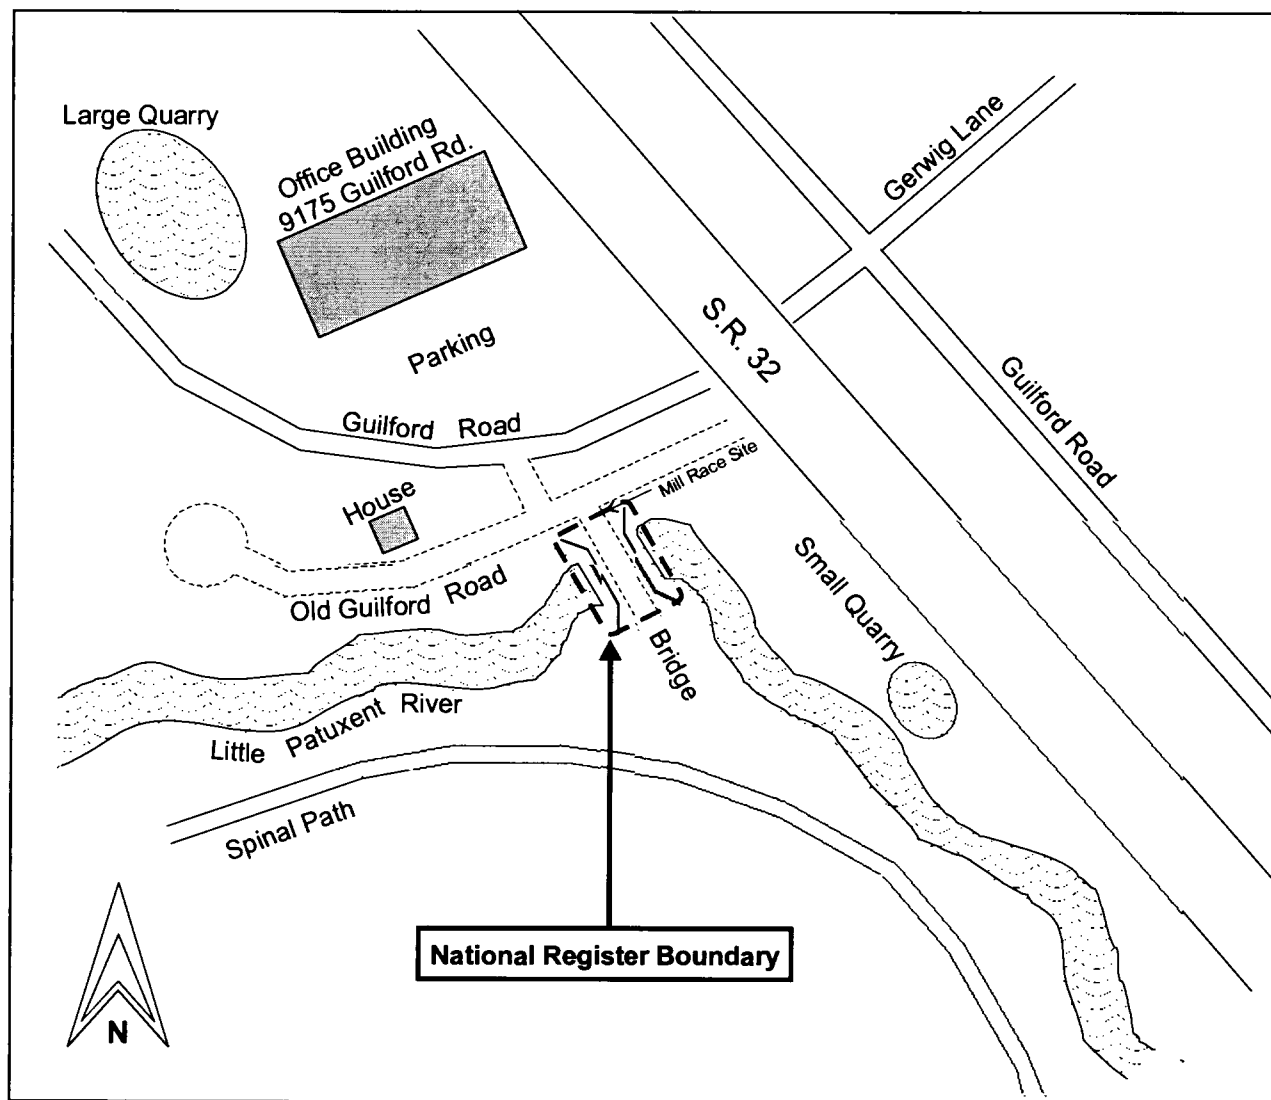 Large Quarry
Office Building
9175 Guilford Rd.
Gerwig Lane
S.R. 32
Parking
Guilford Road
Guilford Road
Mill Race Site
House
Small Quarry
Old Guilford Road
Bridge
Little Patuxent River
Spinal Path
National Register Boundary
N